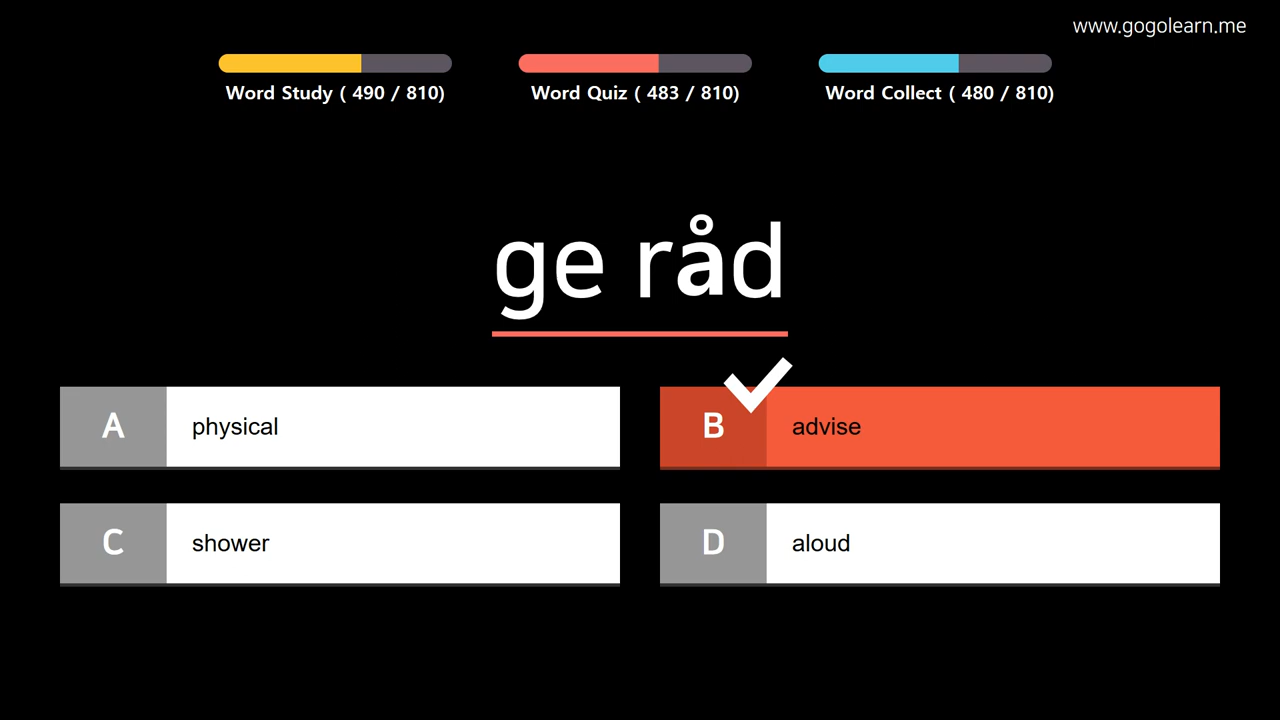 www.gogolearn.me
Word Study ( 490 / 810)
Word Quiz ( 483 / 810)
Word Collect ( 480 / 810)
ge råd
A physical
B advise
C shower
D aloud